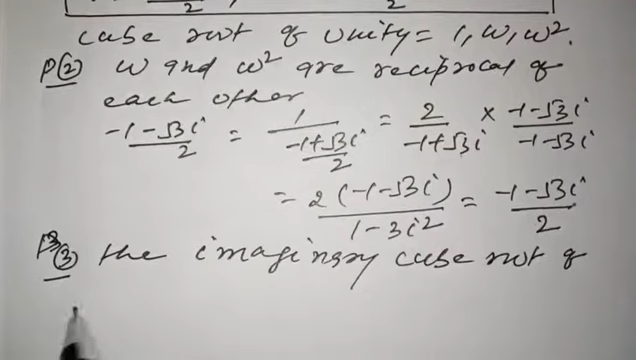 2 2
cube root of unity = 1, ω, ω².
P② ω and ω² are reciprocal of
each other
(-1-√3i)/2 = 1/((-1+√3i)/2) = 2/(-1+√3i) × (-1-√3i)/(-1-√3i)
= 2(-1-√3i)/(1-3i²) = (-1-√3i)/2
P③ the imaginary cube root of